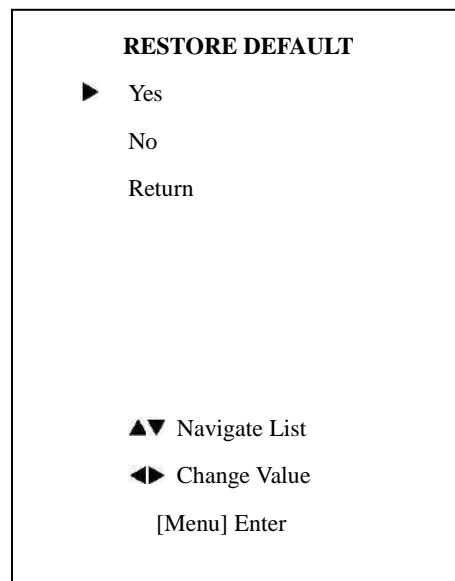 RESTORE DEFAULT
▶ Yes
No
Return
▲▼ Navigate List
◀▶ Change Value
[Menu] Enter